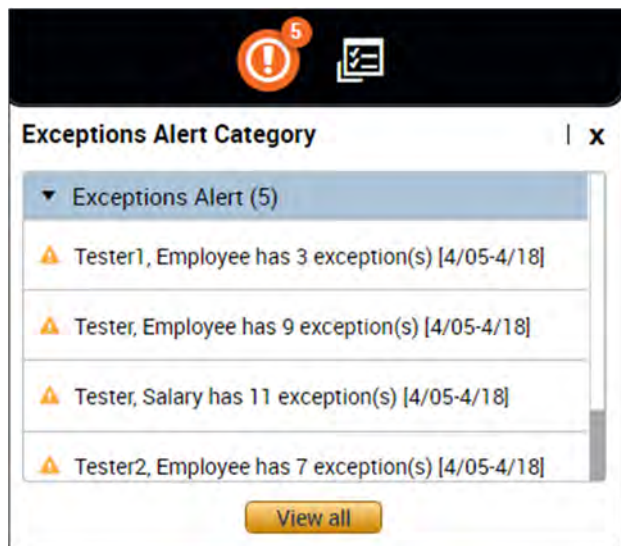 5
Exceptions Alert Category | x
Exceptions Alert (5)
Tester1, Employee has 3 exception(s) [4/05-4/18]
Tester, Employee has 9 exception(s) [4/05-4/18]
Tester, Salary has 11 exception(s) [4/05-4/18]
Tester2, Employee has 7 exception(s) [4/05-4/18]
View all